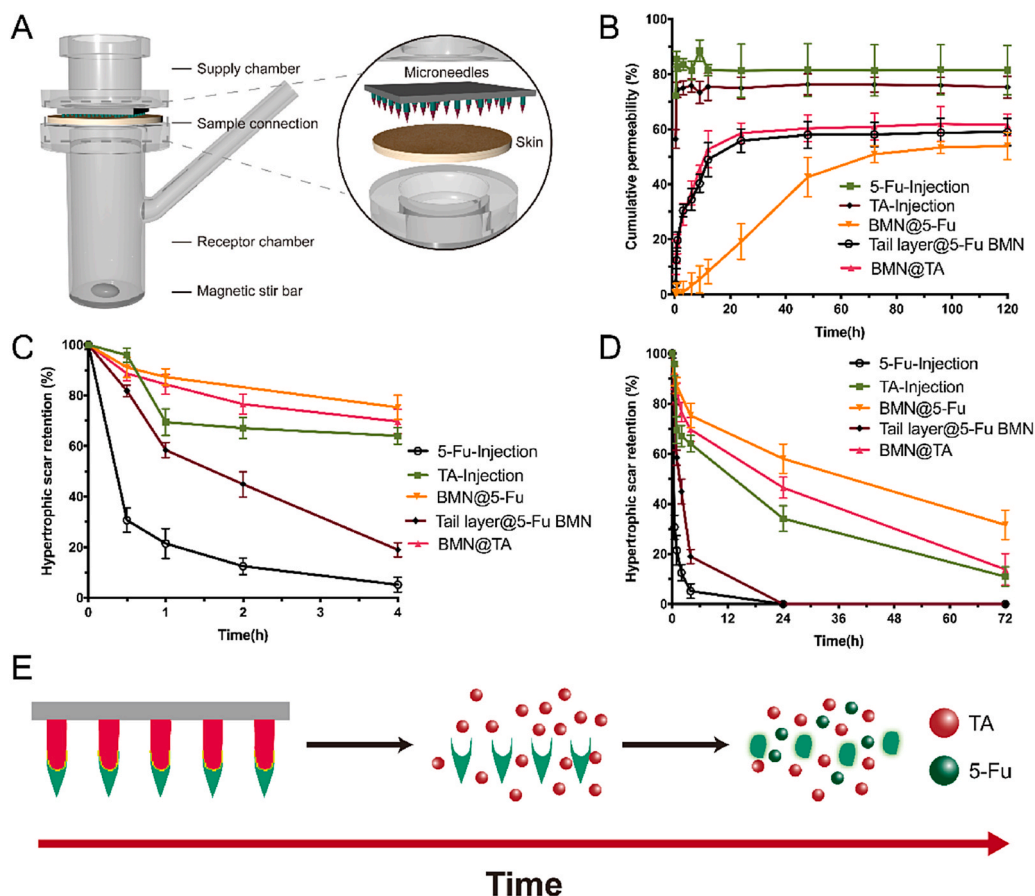 A
Supply chamber
Sample connection
Receptor chamber
Magnetic stir bar
Microneedles
Skin
B
Cumulative permeability (%)
100
80
60
40
20
0
0 20 40 60 80 100 120
Time(h)
5-Fu-Injection
TA-Injection
BMN@5-Fu
Tail layer@5-Fu BMN
BMN@TA
C
Hypertrophic scar retention (%)
100
80
60
40
20
0
0 1 2 3 4
Time(h)
5-Fu-Injection
TA-Injection
BMN@5-Fu
Tail layer@5-Fu BMN
BMN@TA
D
Hypertrophic scar retention (%)
100
80
60
40
20
0
0 12 24 36 48 60 72
Time(h)
5-Fu-Injection
TA-Injection
BMN@5-Fu
Tail layer@5-Fu BMN
BMN@TA
E
TA
5-Fu
Time